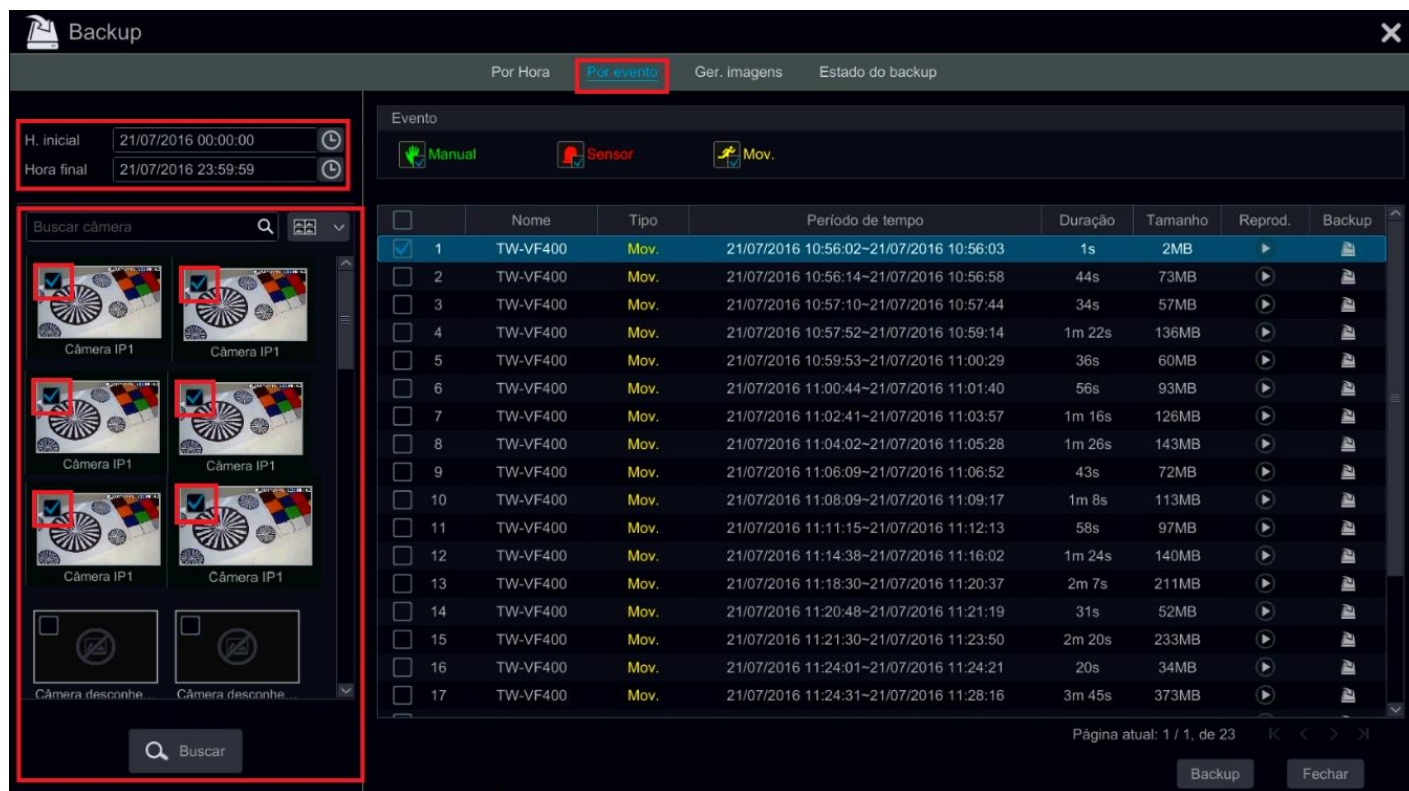 Backup
Por Hora Por evento Ger. imagens Estado do backup
H. inicial 21/07/2016 00:00:00
Hora final 21/07/2016 23:59:59
Buscar câmera
Câmera IP1 Câmera IP1
Câmera IP1 Câmera IP1
Câmera IP1 Câmera IP1
Câmera desconhe... Câmera desconhe...
Buscar
Evento
Manual Sensor Mov.
Nome Tipo Período de tempo Duração Tamanho Reprod. Backup
1 TW-VF400 Mov. 21/07/2016 10:56:02~21/07/2016 10:56:03 1s 2MB
2 TW-VF400 Mov. 21/07/2016 10:56:14~21/07/2016 10:56:58 44s 73MB
3 TW-VF400 Mov. 21/07/2016 10:57:10~21/07/2016 10:57:44 34s 57MB
4 TW-VF400 Mov. 21/07/2016 10:57:52~21/07/2016 10:59:14 1m 22s 136MB
5 TW-VF400 Mov. 21/07/2016 10:59:53~21/07/2016 11:00:29 36s 60MB
6 TW-VF400 Mov. 21/07/2016 11:00:44~21/07/2016 11:01:40 56s 93MB
7 TW-VF400 Mov. 21/07/2016 11:02:41~21/07/2016 11:03:57 1m 16s 126MB
8 TW-VF400 Mov. 21/07/2016 11:04:02~21/07/2016 11:05:28 1m 26s 143MB
9 TW-VF400 Mov. 21/07/2016 11:06:09~21/07/2016 11:06:52 43s 72MB
10 TW-VF400 Mov. 21/07/2016 11:08:09~21/07/2016 11:09:17 1m 8s 113MB
11 TW-VF400 Mov. 21/07/2016 11:11:15~21/07/2016 11:12:13 58s 97MB
12 TW-VF400 Mov. 21/07/2016 11:14:38~21/07/2016 11:16:02 1m 24s 140MB
13 TW-VF400 Mov. 21/07/2016 11:18:30~21/07/2016 11:20:37 2m 7s 211MB
14 TW-VF400 Mov. 21/07/2016 11:20:48~21/07/2016 11:21:19 31s 52MB
15 TW-VF400 Mov. 21/07/2016 11:21:30~21/07/2016 11:23:50 2m 20s 233MB
16 TW-VF400 Mov. 21/07/2016 11:24:01~21/07/2016 11:24:21 20s 34MB
17 TW-VF400 Mov. 21/07/2016 11:24:31~21/07/2016 11:28:16 3m 45s 373MB
Página atual: 1 / 1, de 23
Backup Fechar